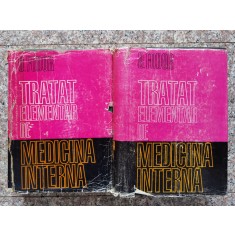 TRATAT
ELEMENTAR
DE
MEDICINA
INTERNA
TRATAT
ELEMENTAR
DE
MEDICINA
INTERNA